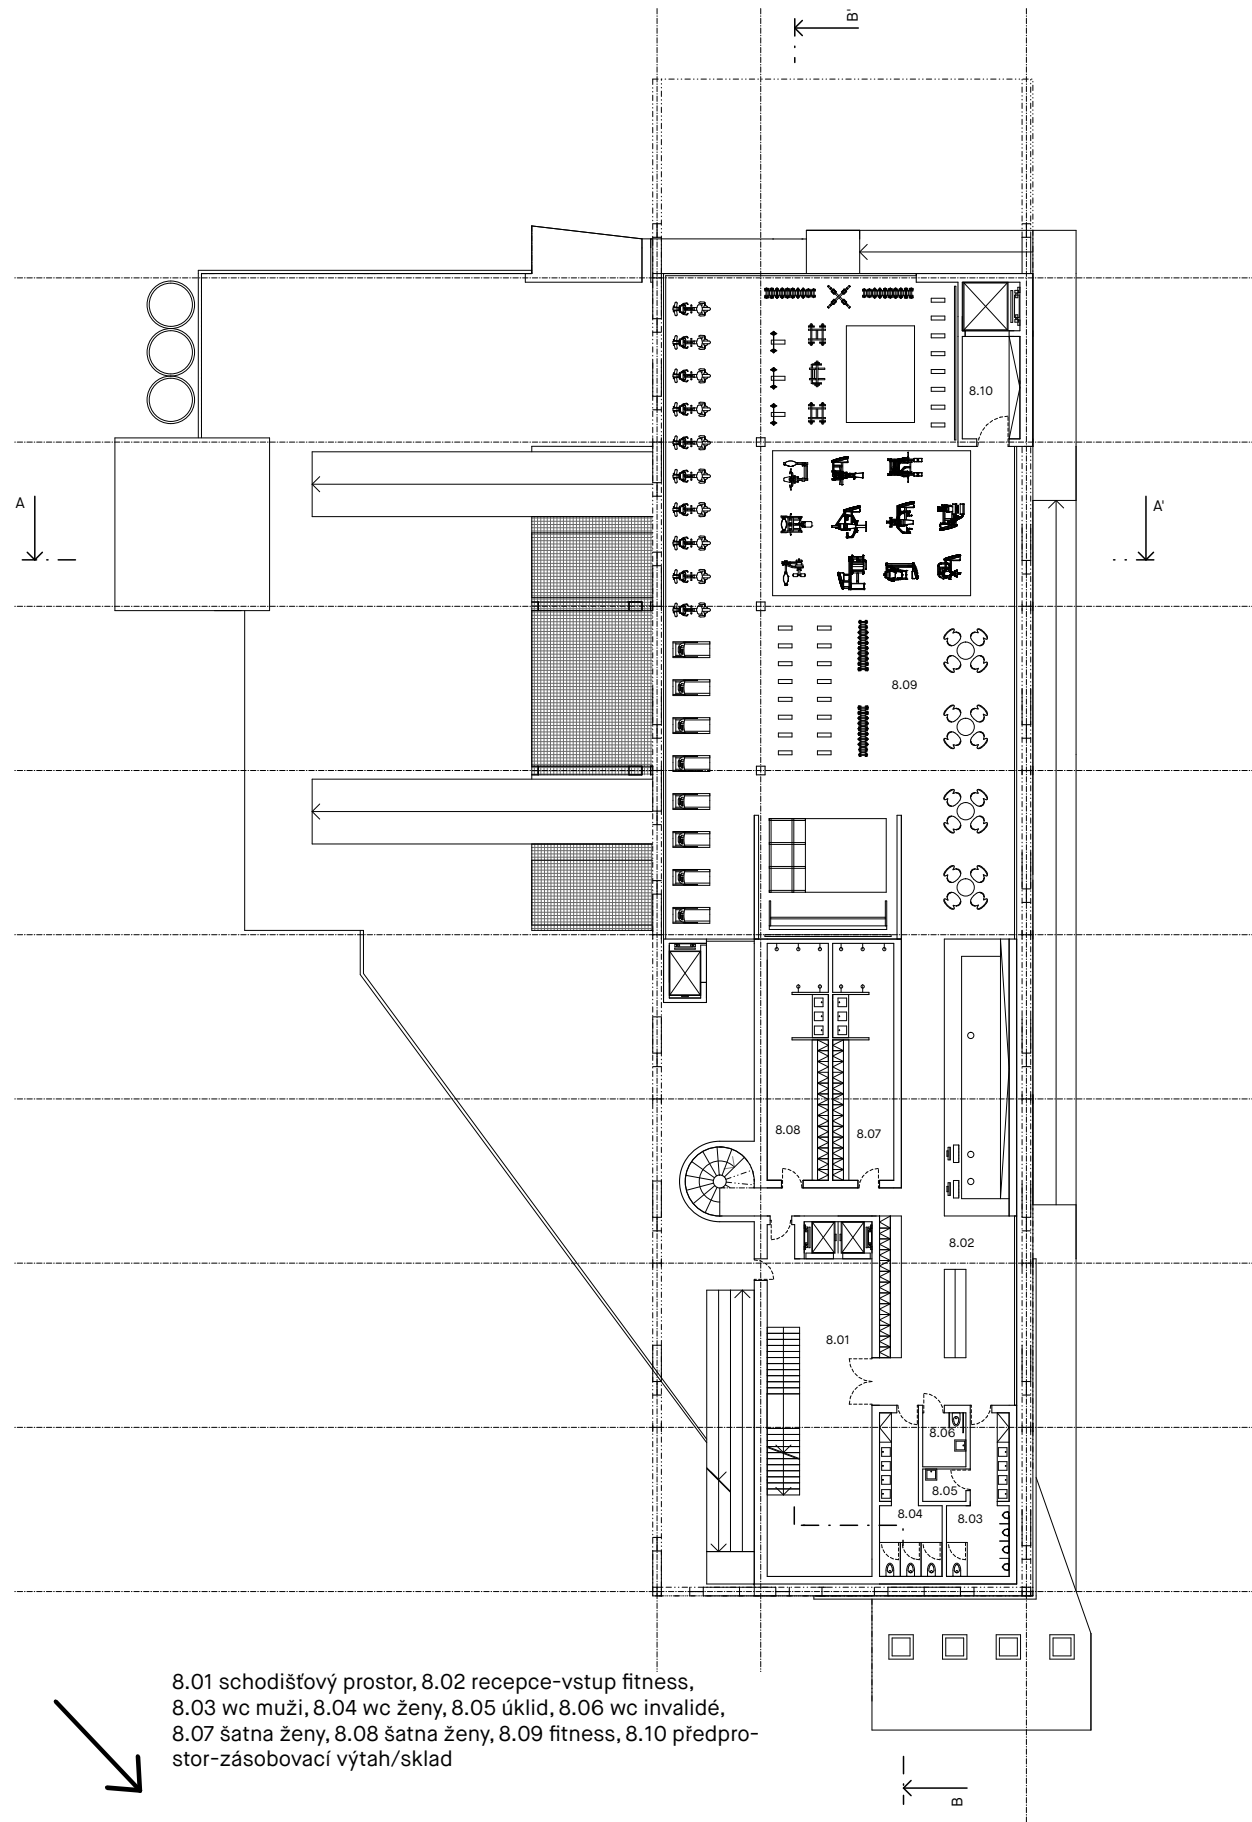 B'
8.10
A
A'
8.09
8.08
8.07
8.02
8.01
8.06
8.05
8.04
8.03
8.01 schodišťový prostor, 8.02 recepce-vstup fitness,
8.03 wc muži, 8.04 wc ženy, 8.05 úklid, 8.06 wc invalidé,
8.07 šatna ženy, 8.08 šatna ženy, 8.09 fitness, 8.10 předpro-
stor-zásobovací výtah/sklad
B